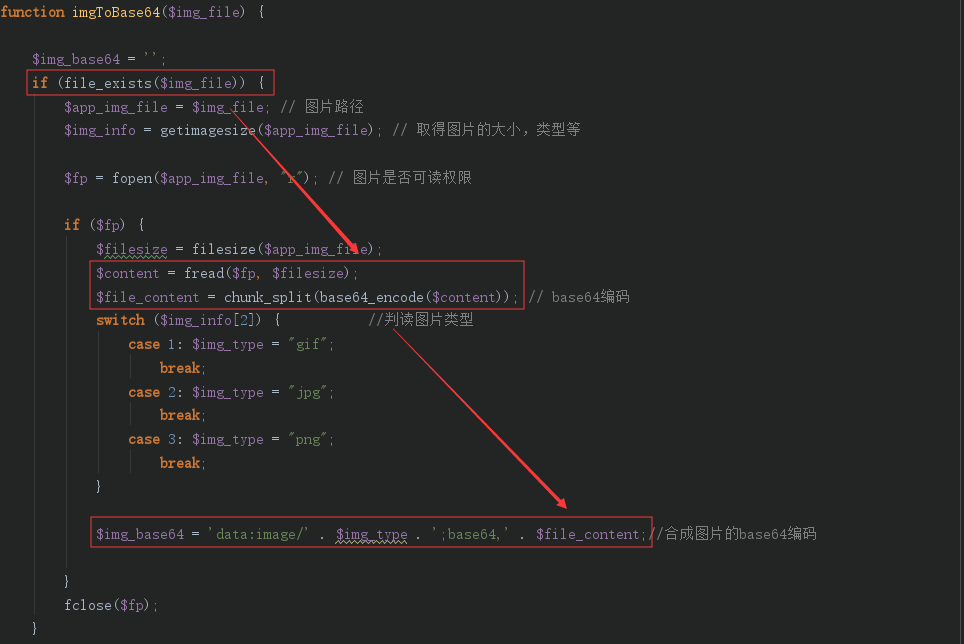 function imgToBase64($img_file) {
$img_base64 = '';
if (file_exists($img_file)) {
$app_img_file = $img_file; // 图片路径
$img_info = getimagesize($app_img_file); // 取得图片的大小，类型等
$fp = fopen($app_img_file, "r"); // 图片是否可读权限
if ($fp) {
$filesize = filesize($app_img_file);
$content = fread($fp, $filesize);
$file_content = chunk_split(base64_encode($content)); // base64编码
switch ($img_info[2]) { //判读图片类型
case 1: $img_type = "gif";
break;
case 2: $img_type = "jpg";
break;
case 3: $img_type = "png";
break;
}
$img_base64 = 'data:image/' . $img_type . ';base64,' . $file_content;//合成图片的base64编码
}
fclose($fp);
}